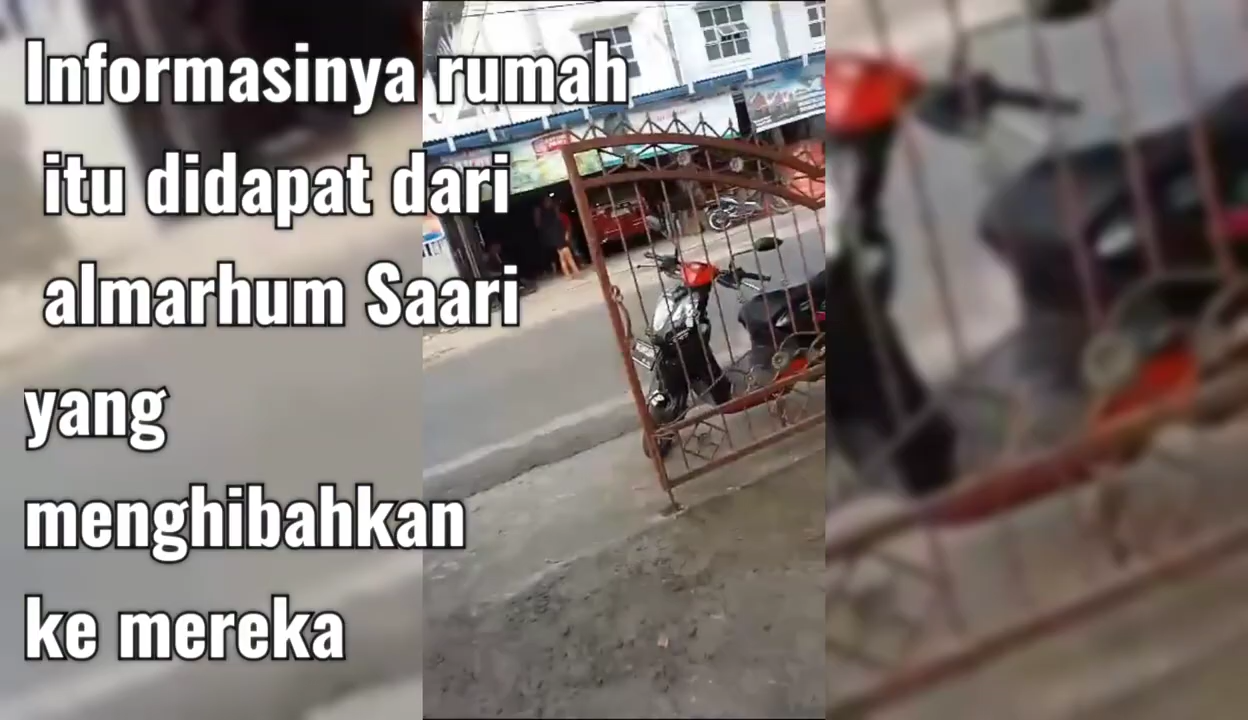 Informasinya rumah
itu didapat dari
almarhum Saari
yang
menghibahkan
ke mereka